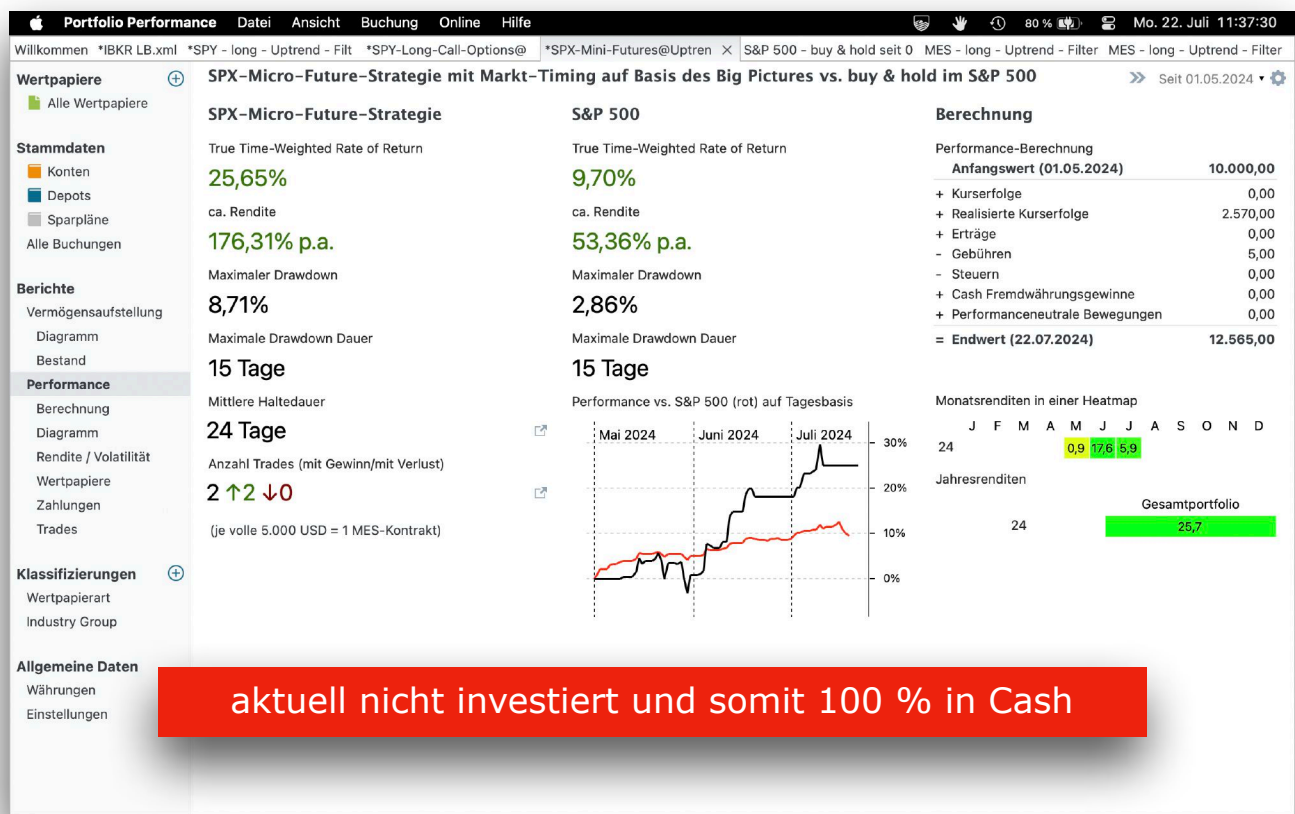 Portfolio Performance Datei Ansicht Buchung Online Hilfe 80 % Mo. 22. Juli 11:37:30
Willkommen *IBKR LB.xml *SPY - long - Uptrend - Filt *SPY-Long-Call-Options@ *SPX-Mini-Futures@Uptren × S&P 500 - buy & hold seit 0 MES - long - Uptrend - Filter MES - long - Uptrend - Filter
Wertpapiere
Alle Wertpapiere
Stammdaten
Konten
Depots
Sparpläne
Alle Buchungen
Berichte
Vermögensaufstellung
Diagramm
Bestand
Performance
Berechnung
Diagramm
Rendite / Volatilität
Wertpapiere
Zahlungen
Trades
Klassifizierungen
Wertpapierart
Industry Group
Allgemeine Daten
Währungen
Einstellungen
SPX-Micro-Future-Strategie mit Markt-Timing auf Basis des Big Pictures vs. buy & hold im S&P 500
Seit 01.05.2024
SPX-Micro-Future-Strategie
True Time-Weighted Rate of Return
25,65%
ca. Rendite
176,31% p.a.
Maximaler Drawdown
8,71%
Maximale Drawdown Dauer
15 Tage
Mittlere Haltedauer
24 Tage
Anzahl Trades (mit Gewinn/mit Verlust)
2 ↑2 ↓0
(je volle 5.000 USD = 1 MES-Kontrakt)
S&P 500
True Time-Weighted Rate of Return
9,70%
ca. Rendite
53,36% p.a.
Maximaler Drawdown
2,86%
Maximale Drawdown Dauer
15 Tage
Performance vs. S&P 500 (rot) auf Tagesbasis
Mai 2024 Juni 2024 Juli 2024
30%
20%
10%
0%
Berechnung
Performance-Berechnung
Anfangswert (01.05.2024) 10.000,00
+ Kurserfolge 0,00
+ Realisierte Kurserfolge 2.570,00
+ Erträge 0,00
- Gebühren 5,00
- Steuern 0,00
+ Cash Fremdwährungsgewinne 0,00
+ Performanceneutrale Bewegungen 0,00
= Endwert (22.07.2024) 12.565,00
Monatsrenditen in einer Heatmap
J F M A M J J A S O N D
24 0,9 17,6 5,9
Jahresrenditen
Gesamtportfolio
24 25,7
aktuell nicht investiert und somit 100 % in Cash